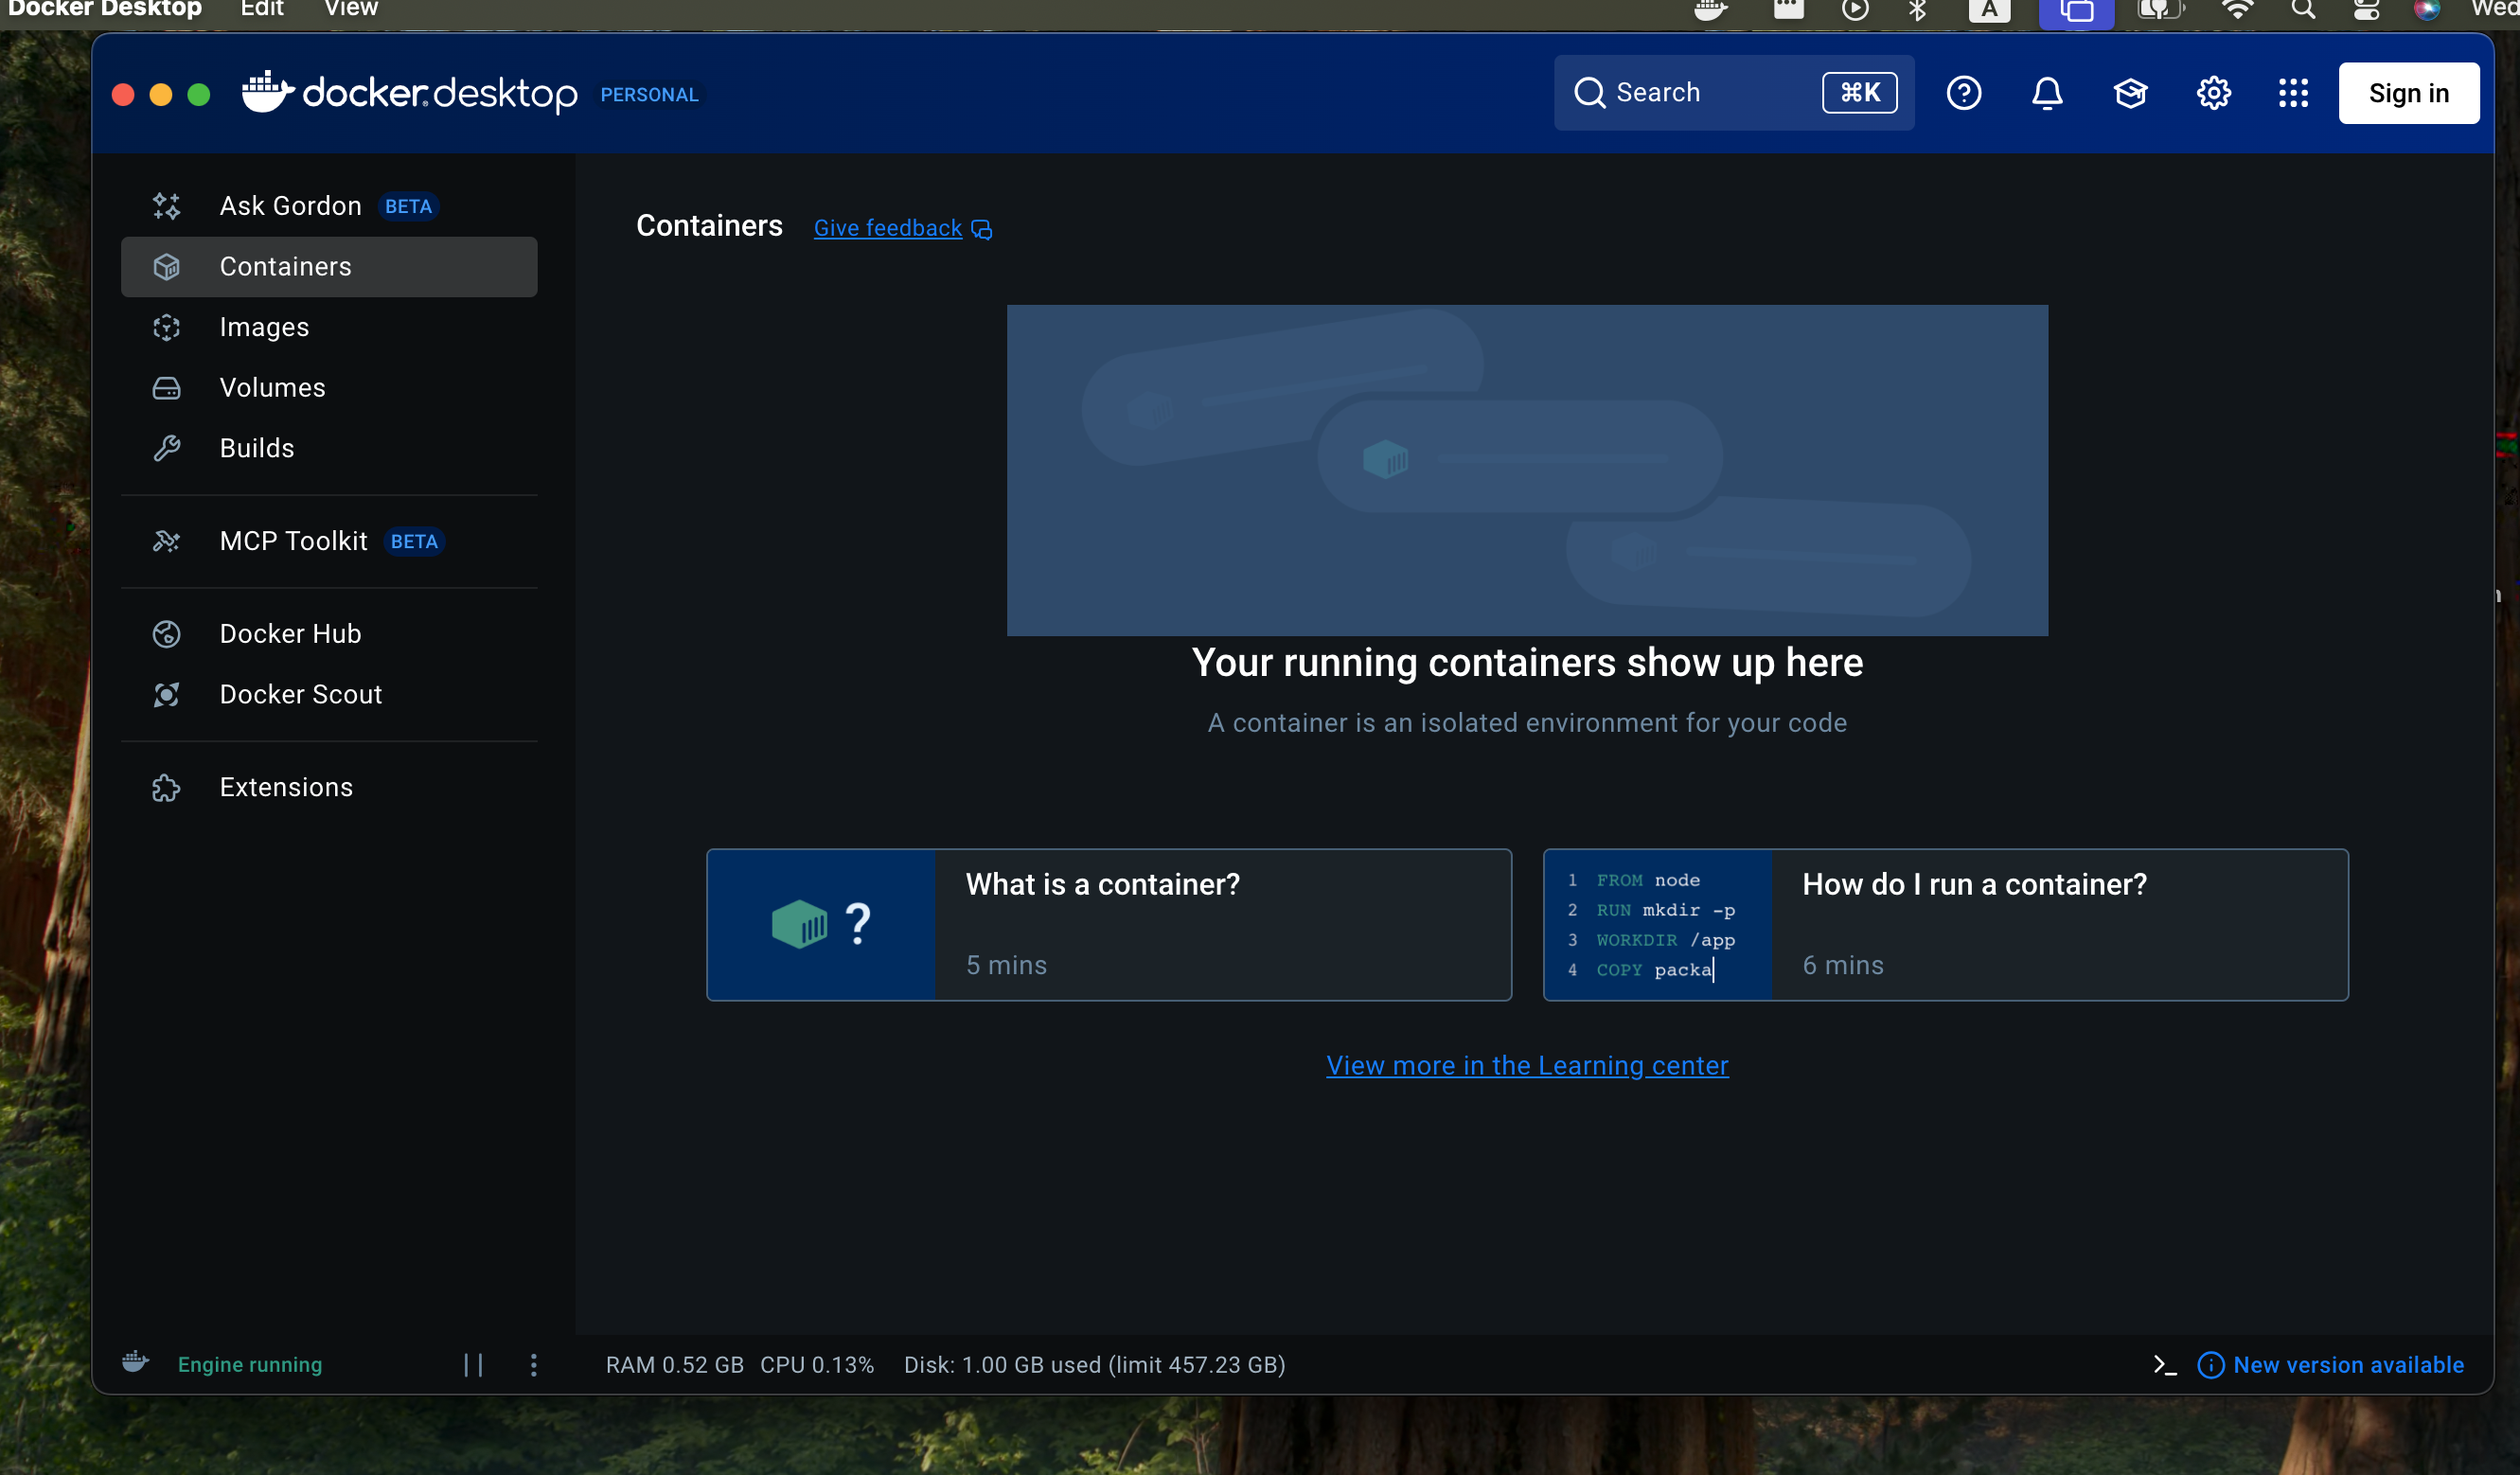 Docker Desktop Edit View A Wed
docker desktop PERSONAL Search ⌘K Sign in
Ask Gordon BETA
Containers
Images
Volumes
Builds
MCP Toolkit BETA
Docker Hub
Docker Scout
Extensions
Containers Give feedback
Your running containers show up here
A container is an isolated environment for your code
?
What is a container?
5 mins
1 FROM node
2 RUN mkdir -p
3 WORKDIR /app
4 COPY packa
How do I run a container?
6 mins
View more in the Learning center
Engine running RAM 0.52 GB CPU 0.13% Disk: 1.00 GB used (limit 457.23 GB) >_ New version available